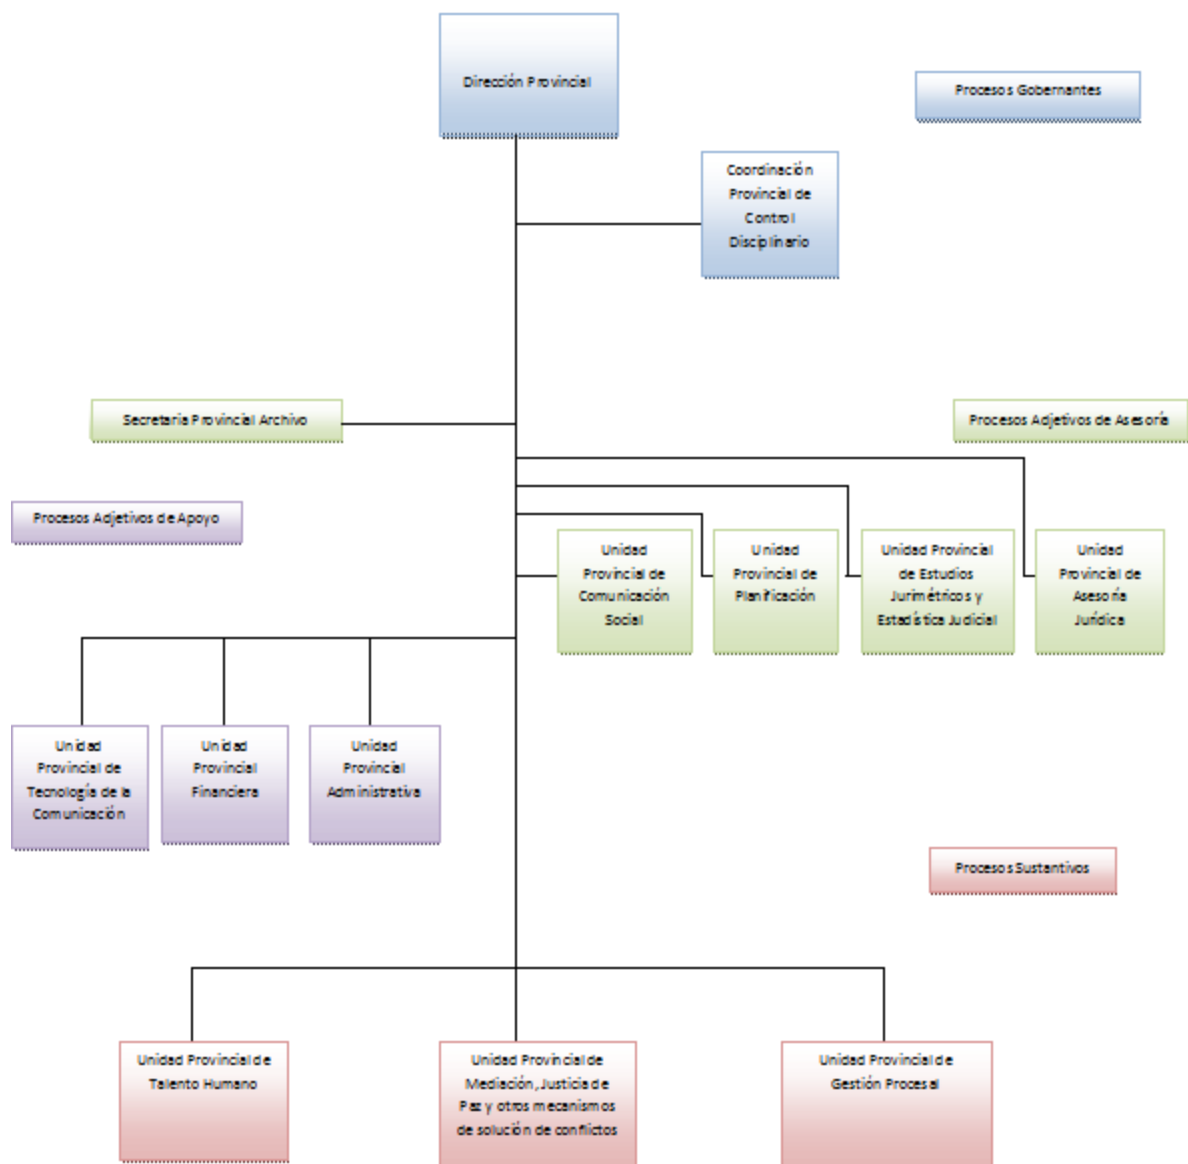 Dirección Provincial
Procesos Gobernantes
Coordinación
Provincial de
Control
Disciplinario
Secretaria Provincial Archivo
Procesos Adjetivos de Asesoría
Procesos Adjetivos de Apoyo
Unidad
Provincial de
Comunicación
Social
Unidad
Provincial de
Planificación
Unidad Provincial
de Estudios
Jurimétricos y
Estadística Judicial
Unidad
Provincial de
Asesoría
Jurídica
Unidad
Provincial de
Tecnología de la
Comunicación
Unidad
Provincial
Financiera
Unidad
Provincial
Administrativa
Procesos Sustantivos
Unidad Provincial de
Talento Humano
Unidad Provincial de
Mediación, Justicia de
Paz y otros mecanismos
de solución de conflictos
Unidad Provincial de
Gestión Procesal